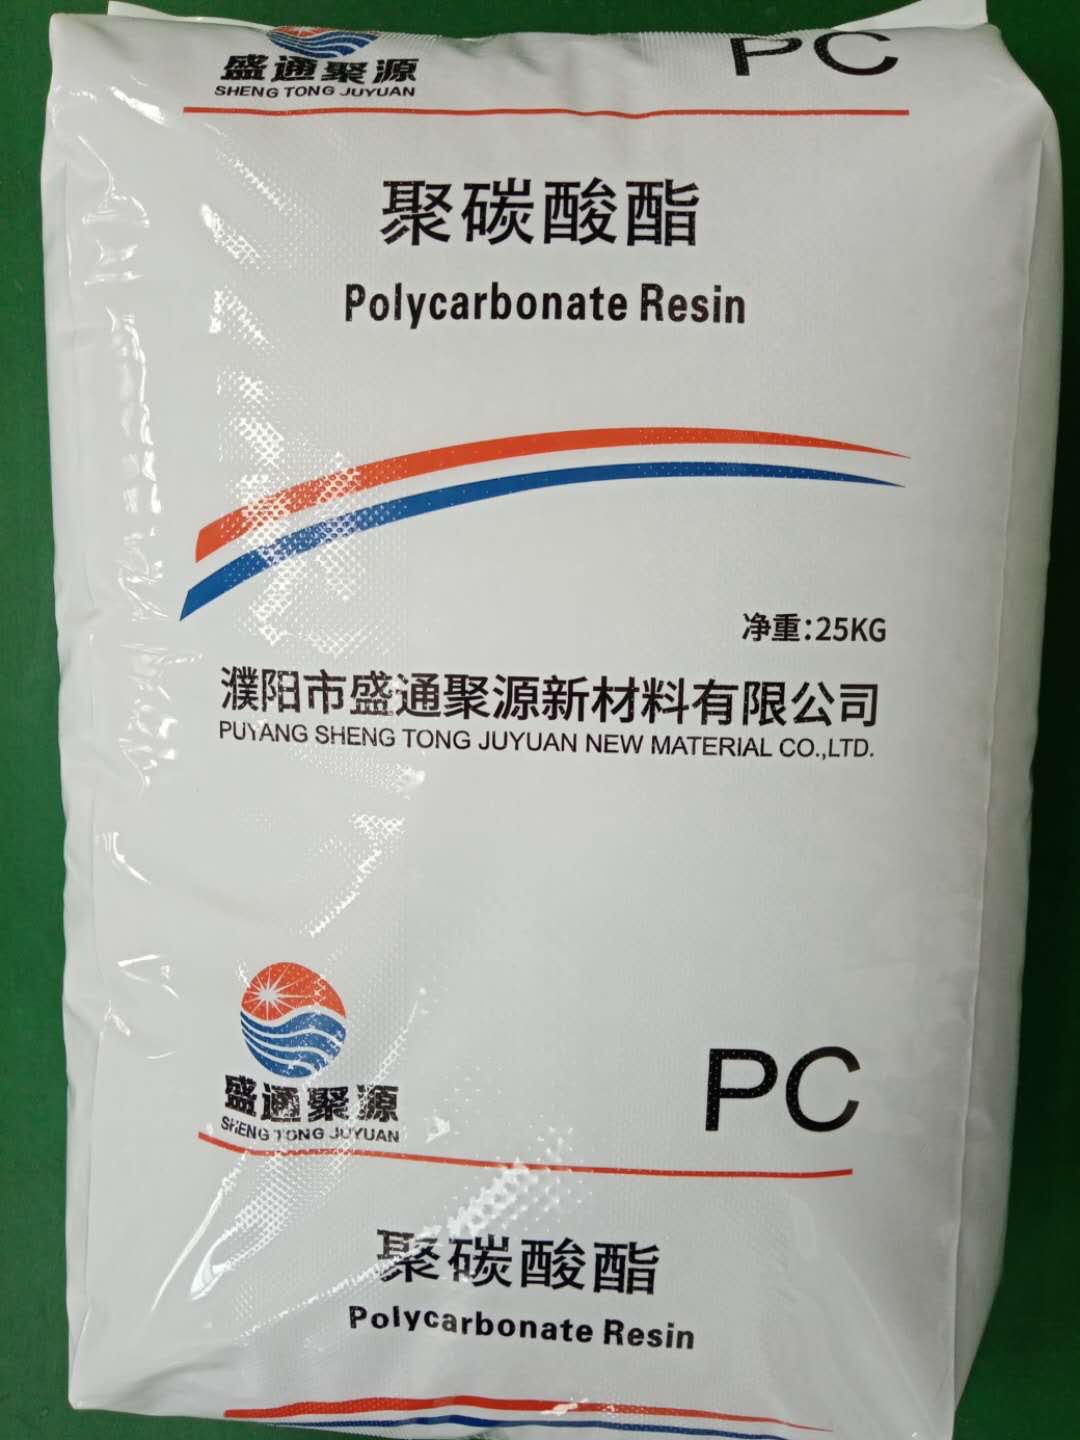 盛通聚源
SHENG TONG JUYUAN
PC
聚碳酸酯
Polycarbonate Resin
净重:25KG
濮阳市盛通聚源新材料有限公司
PUYANG SHENG TONG JUYUAN NEW MATERIAL CO.,LTD.
盛通聚源
SHENG TONG JUYUAN
PC
聚碳酸酯
Polycarbonate Resin